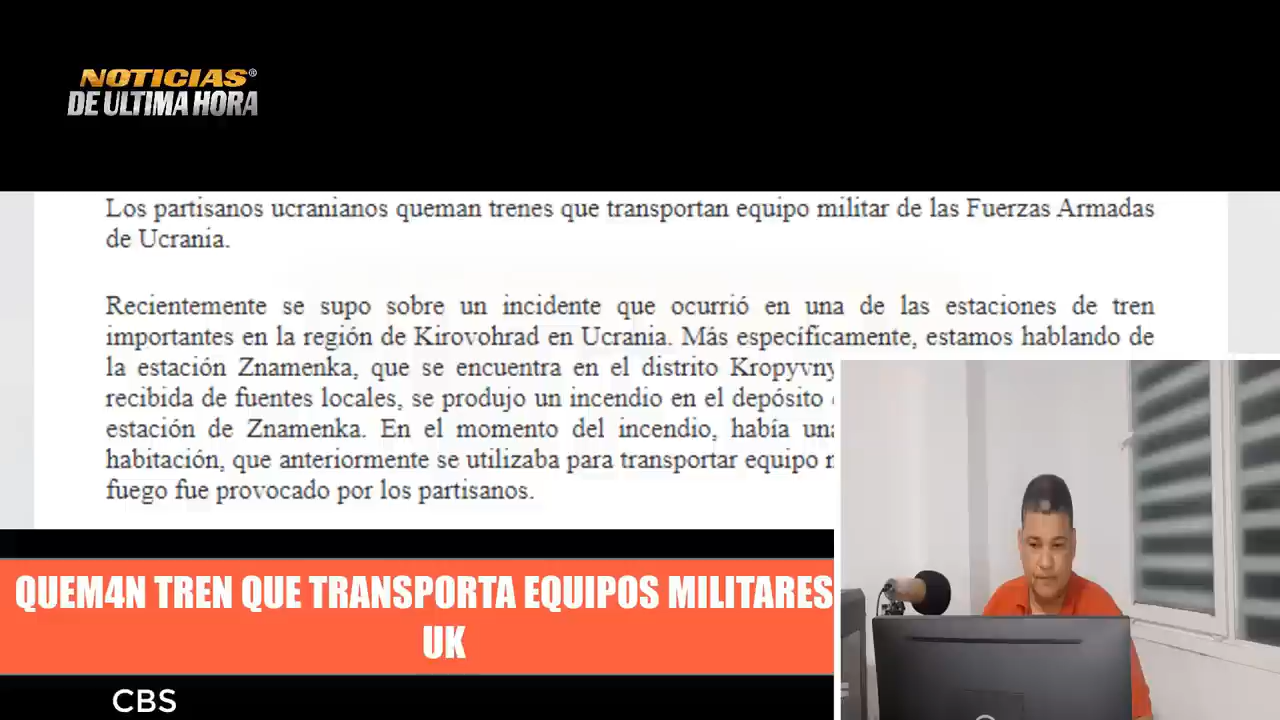 NOTICIAS®
DE ULTIMA HORA
Los partisanos ucranianos queman trenes que transportan equipo militar de las Fuerzas Armadas
de Ucrania.
Recientemente se supo sobre un incidente que ocurrió en una de las estaciones de tren
importantes en la región de Kirovohrad en Ucrania. Más específicamente, estamos hablando de
la estación Znamenka, que se encuentra en el distrito Kropyvny
recibida de fuentes locales, se produjo un incendio en el depósito
estación de Znamenka. En el momento del incendio, había una
habitación, que anteriormente se utilizaba para transportar equipo
fuego fue provocado por los partisanos.
QUEM4N TREN QUE TRANSPORTA EQUIPOS MILITARES
UK
CBS